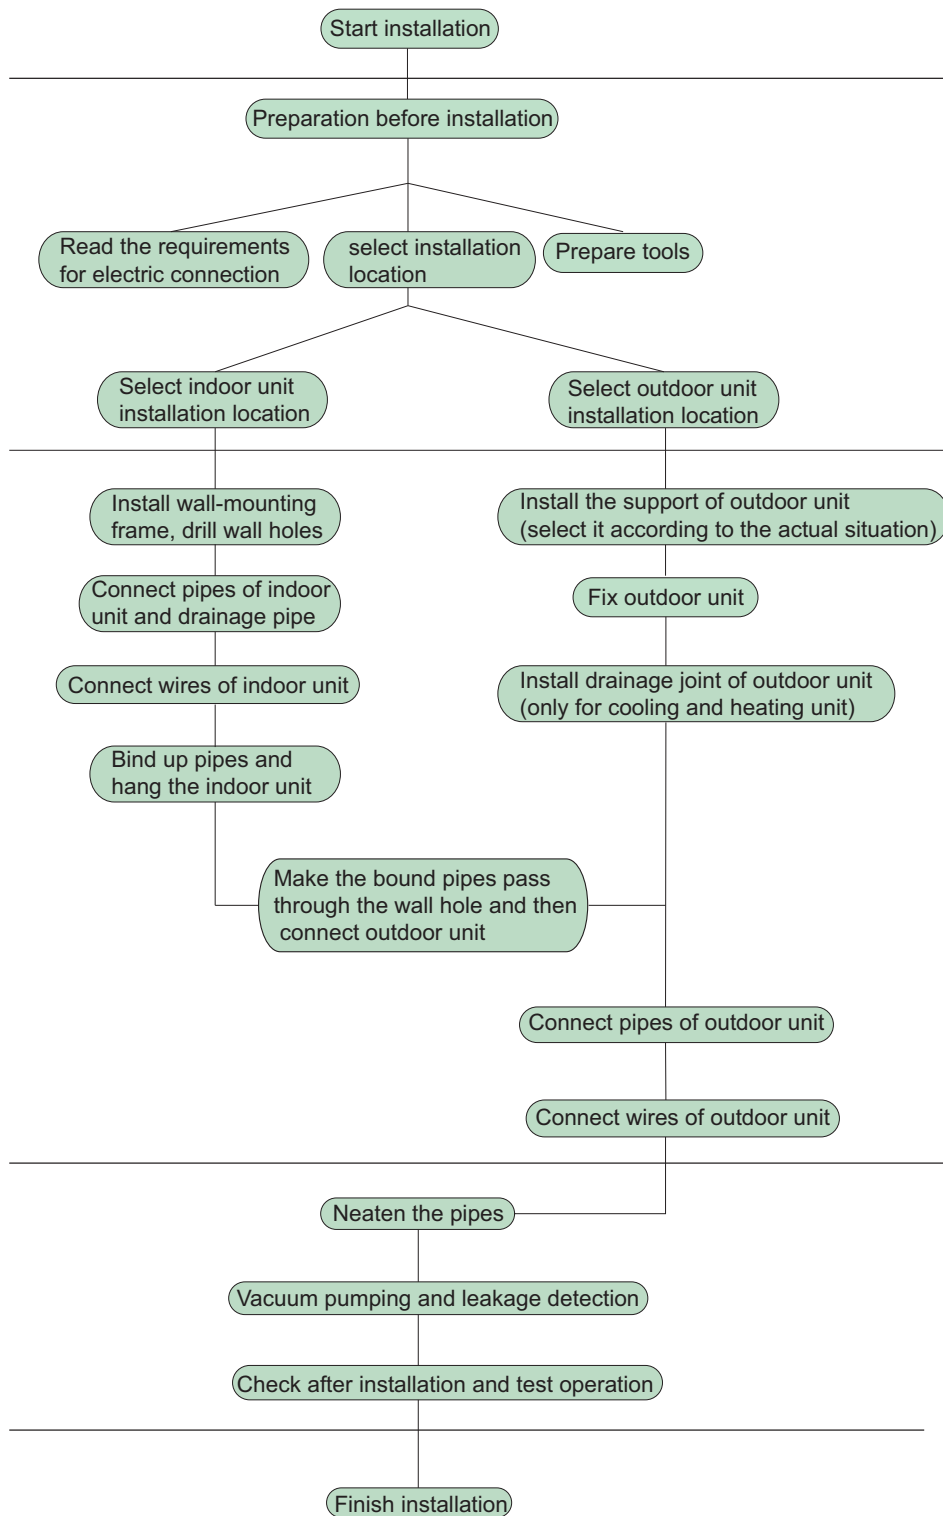 Start installation
Preparation before installation
Read the requirements
for electric connection
select installation
location
Prepare tools
Select indoor unit
installation location
Select outdoor unit
installation location
Install wall-mounting
frame, drill wall holes
Install the support of outdoor unit
(select it according to the actual situation)
Connect pipes of indoor
unit and drainage pipe
Fix outdoor unit
Connect wires of indoor unit
Install drainage joint of outdoor unit
(only for cooling and heating unit)
Bind up pipes and
hang the indoor unit
Make the bound pipes pass
through the wall hole and then
connect outdoor unit
Connect pipes of outdoor unit
Connect wires of outdoor unit
Neaten the pipes
Vacuum pumping and leakage detection
Check after installation and test operation
Finish installation